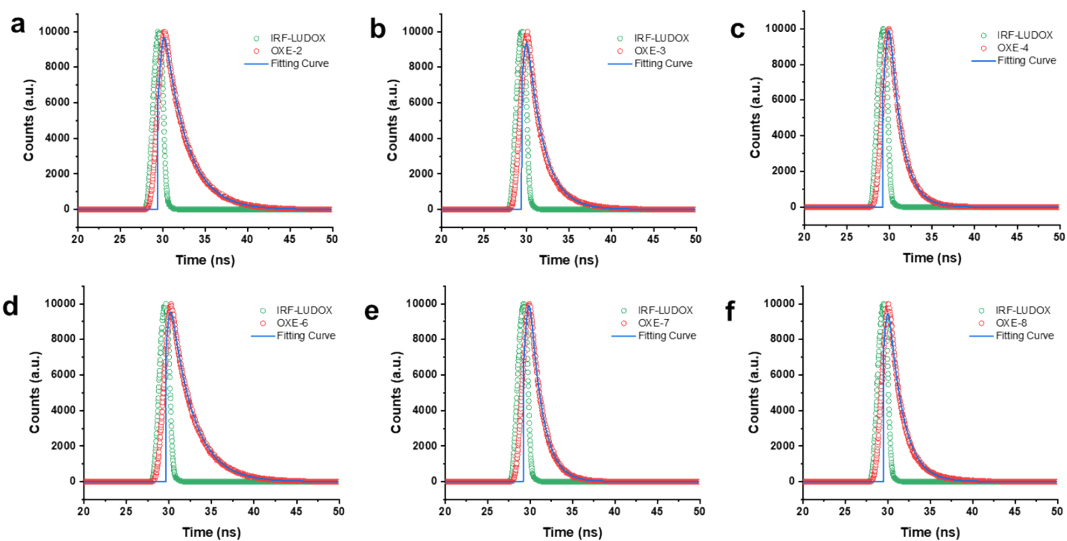 a
Counts (a.u.)
10000
8000
6000
4000
2000
0
20 25 30 35 40 45 50
Time (ns)
IRF-LUDOX
OXE-2
Fitting Curve
b
Counts (a.u.)
10000
8000
6000
4000
2000
0
20 25 30 35 40 45 50
Time (ns)
IRF-LUDOX
OXE-3
Fitting Curve
c
Counts (a.u.)
10000
8000
6000
4000
2000
0
20 25 30 35 40 45 50
Time (ns)
IRF-LUDOX
OXE-4
Fitting Curve
d
Counts (a.u.)
10000
8000
6000
4000
2000
0
20 25 30 35 40 45 50
Time (ns)
IRF-LUDOX
OXE-6
Fitting Curve
e
Counts (a.u.)
10000
8000
6000
4000
2000
0
20 25 30 35 40 45 50
Time (ns)
IRF-LUDOX
OXE-7
Fitting Curve
f
Counts (a.u.)
10000
8000
6000
4000
2000
0
20 25 30 35 40 45 50
Time (ns)
IRF-LUDOX
OXE-8
Fitting Curve